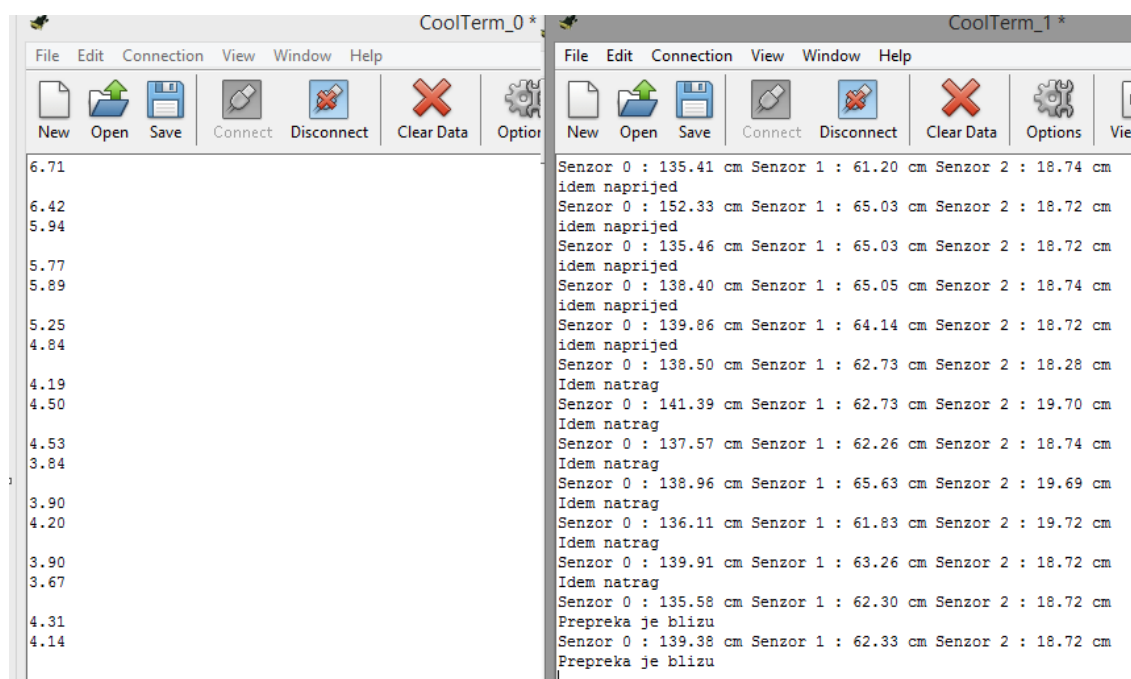 CoolTerm_0 *
File Edit Connection View Window Help
New Open Save Connect Disconnect Clear Data Option
6.71
6.42
5.94
5.77
5.89
5.25
4.84
4.19
4.50
4.53
3.84
3.90
4.20
3.90
3.67
4.31
4.14
CoolTerm_1 *
File Edit Connection View Window Help
New Open Save Connect Disconnect Clear Data Options Vie
Senzor 0 : 135.41 cm Senzor 1 : 61.20 cm Senzor 2 : 18.74 cm
idem naprijed
Senzor 0 : 152.33 cm Senzor 1 : 65.03 cm Senzor 2 : 18.72 cm
idem naprijed
Senzor 0 : 135.46 cm Senzor 1 : 65.03 cm Senzor 2 : 18.72 cm
idem naprijed
Senzor 0 : 138.40 cm Senzor 1 : 65.05 cm Senzor 2 : 18.74 cm
idem naprijed
Senzor 0 : 139.86 cm Senzor 1 : 64.14 cm Senzor 2 : 18.72 cm
idem naprijed
Senzor 0 : 138.50 cm Senzor 1 : 62.73 cm Senzor 2 : 18.28 cm
Idem natrag
Senzor 0 : 141.39 cm Senzor 1 : 62.73 cm Senzor 2 : 19.70 cm
Idem natrag
Senzor 0 : 137.57 cm Senzor 1 : 62.26 cm Senzor 2 : 18.74 cm
Idem natrag
Senzor 0 : 138.96 cm Senzor 1 : 65.63 cm Senzor 2 : 19.69 cm
Idem natrag
Senzor 0 : 136.11 cm Senzor 1 : 61.83 cm Senzor 2 : 19.72 cm
Idem natrag
Senzor 0 : 139.91 cm Senzor 1 : 63.26 cm Senzor 2 : 18.72 cm
Idem natrag
Senzor 0 : 135.58 cm Senzor 1 : 62.30 cm Senzor 2 : 18.72 cm
Prepreka je blizu
Senzor 0 : 139.38 cm Senzor 1 : 62.33 cm Senzor 2 : 18.72 cm
Prepreka je blizu